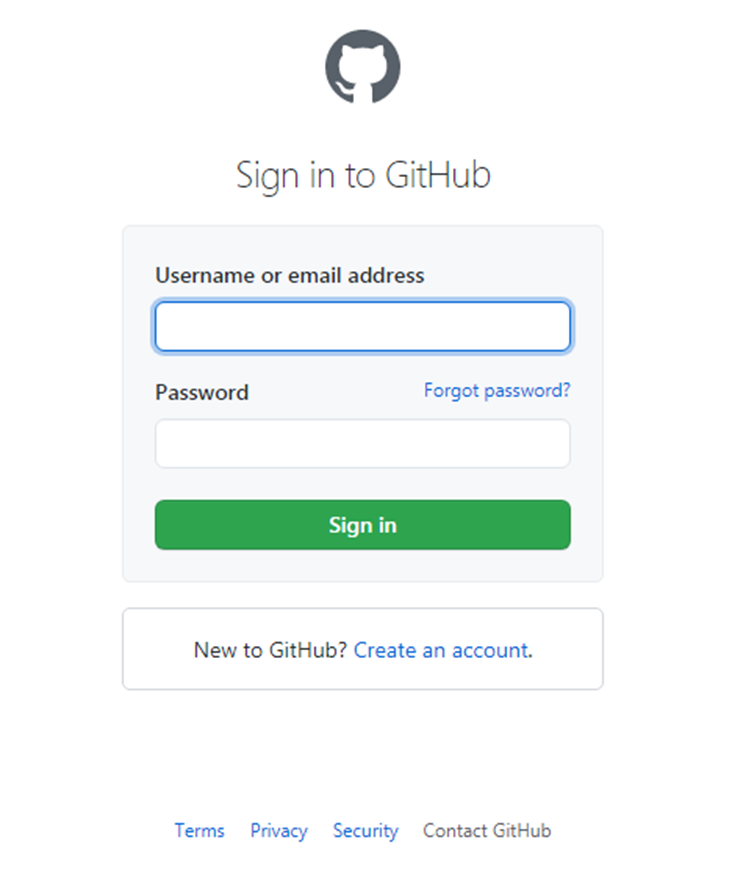 Sign in to GitHub
Username or email address
Password Forgot password?
Sign in
New to GitHub? Create an account.
Terms Privacy Security Contact GitHub